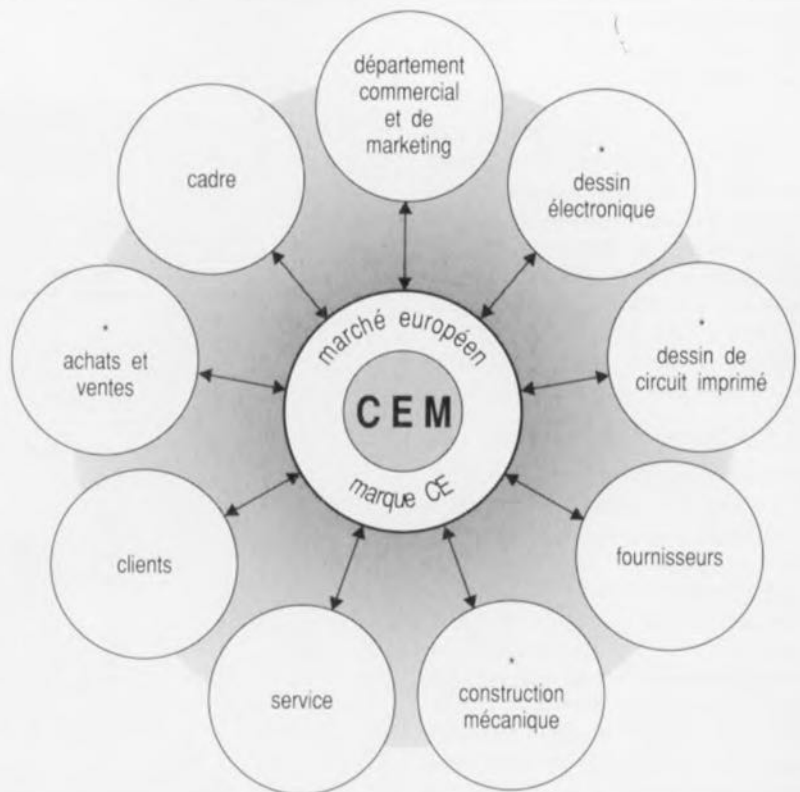 département
commercial
et de
marketing
*
dessin
électronique
*
dessin de
circuit imprimé
fournisseurs
*
construction
mécanique
service
clients
*
achats et
ventes
cadre
marché européen
CEM
marque CE